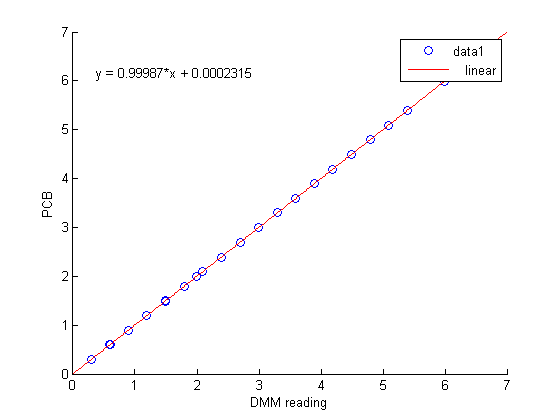 7
6
5
4
3
2
1
0
PCB
y = 0.99987*x + 0.0002315
data1
linear
0 1 2 3 4 5 6 7
DMM reading